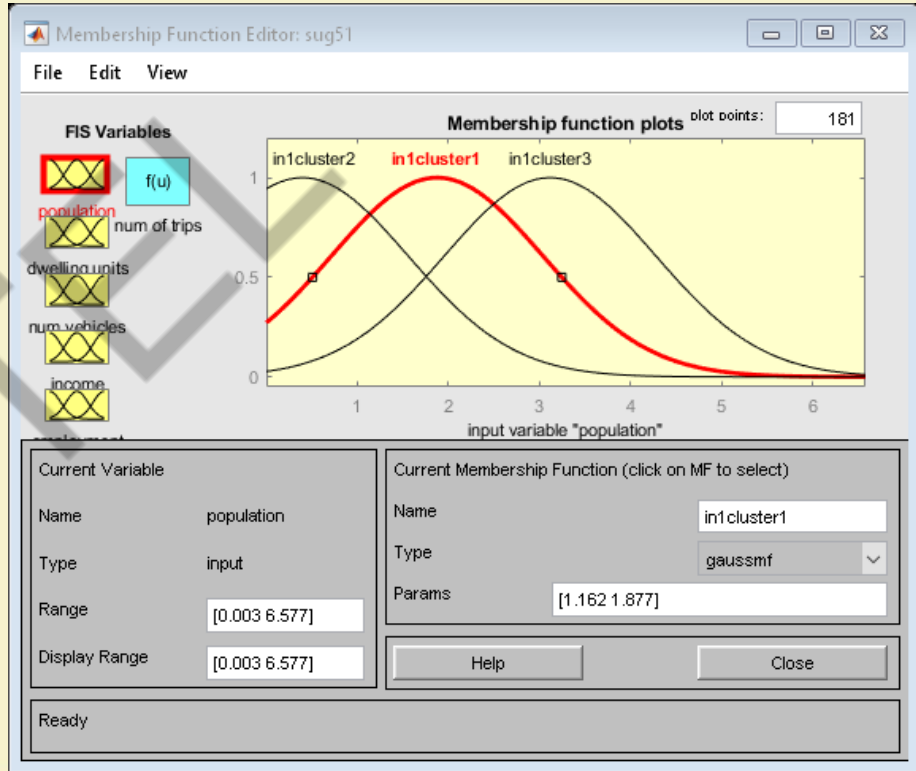 Membership Function Editor: sug51
File Edit View
FIS Variables
Membership function plots
plot points:
181
in1cluster2 in1cluster1 in1cluster3
f(u)
population
num of trips
dwelling units
num vehicles
income
employment
1
0.5
0
1 2 3 4 5 6
input variable "population"
Current Variable
Name population
Type input
Range [0.003 6.577]
Display Range [0.003 6.577]
Current Membership Function (click on MF to select)
Name in1cluster1
Type gaussmf
Params [1.162 1.877]
Help Close
Ready